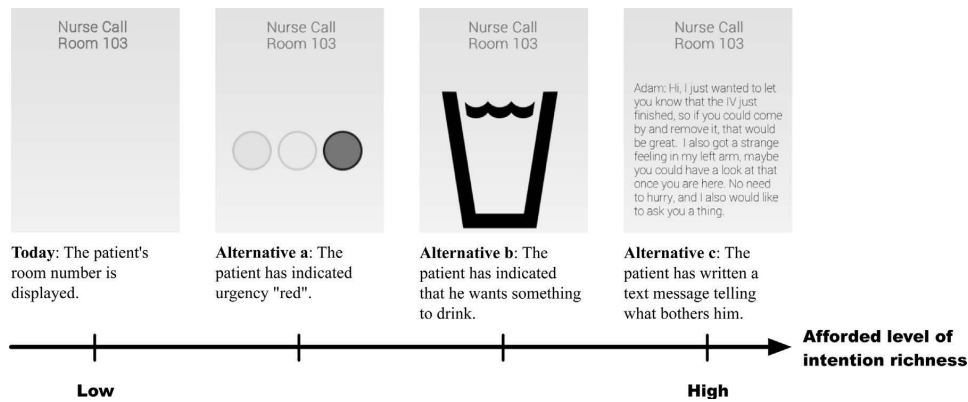 Nurse Call
Room 103
Nurse Call
Room 103
Nurse Call
Room 103
Nurse Call
Room 103
Adam: Hi, I just wanted to let
you know that the IV just
finished, so if you could come
by and remove it, that would
be great. I also got a strange
feeling in my left arm, maybe
you could have a look at that
once you are here. No need
to hurry, and I also would like
to ask you a thing.
Today: The patient's
room number is
displayed.
Alternative a: The
patient has indicated
urgency "red".
Alternative b: The
patient has indicated
that he wants something
to drink.
Alternative c: The
patient has written a
text message telling
what bothers him.
Afforded level of
intention richness
Low
High